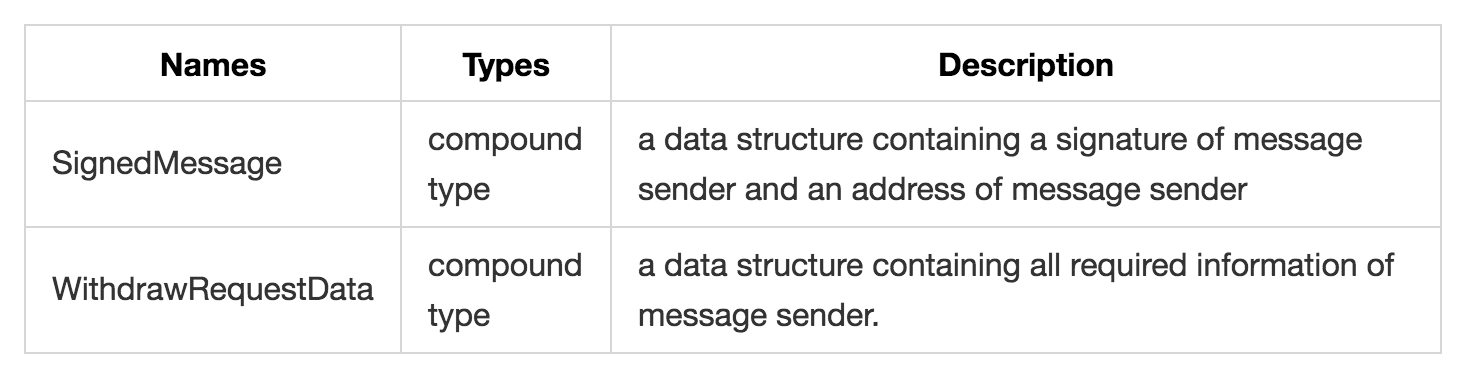 Names Types Description
SignedMessage
compound
type
a data structure containing a signature of message
sender and an address of message sender
WithdrawRequestData
compound
type
a data structure containing all required information of
message sender.